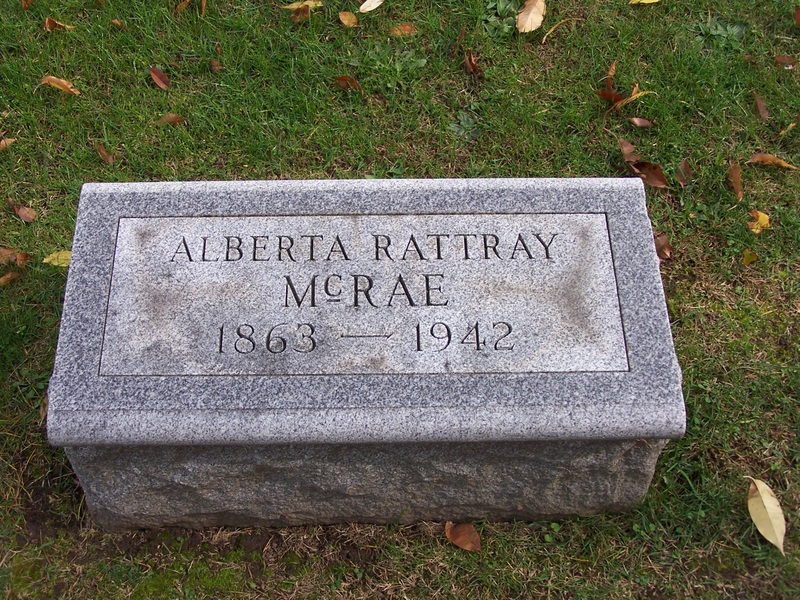 ALBERTA RATTRAY
McRAE
1863 — 1942